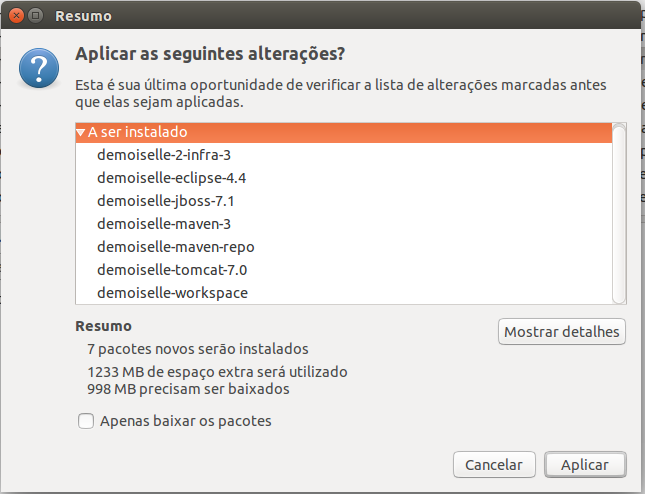 Resumo
Aplicar as seguintes alterações?
Esta é sua última oportunidade de verificar a lista de alterações marcadas antes
que elas sejam aplicadas.
A ser instalado
demoiselle-2-infra-3
demoiselle-eclipse-4.4
demoiselle-jboss-7.1
demoiselle-maven-3
demoiselle-maven-repo
demoiselle-tomcat-7.0
demoiselle-workspace
Resumo
Mostrar detalhes
7 pacotes novos serão instalados
1233 MB de espaço extra será utilizado
998 MB precisam ser baixados
Apenas baixar os pacotes
Cancelar
Aplicar